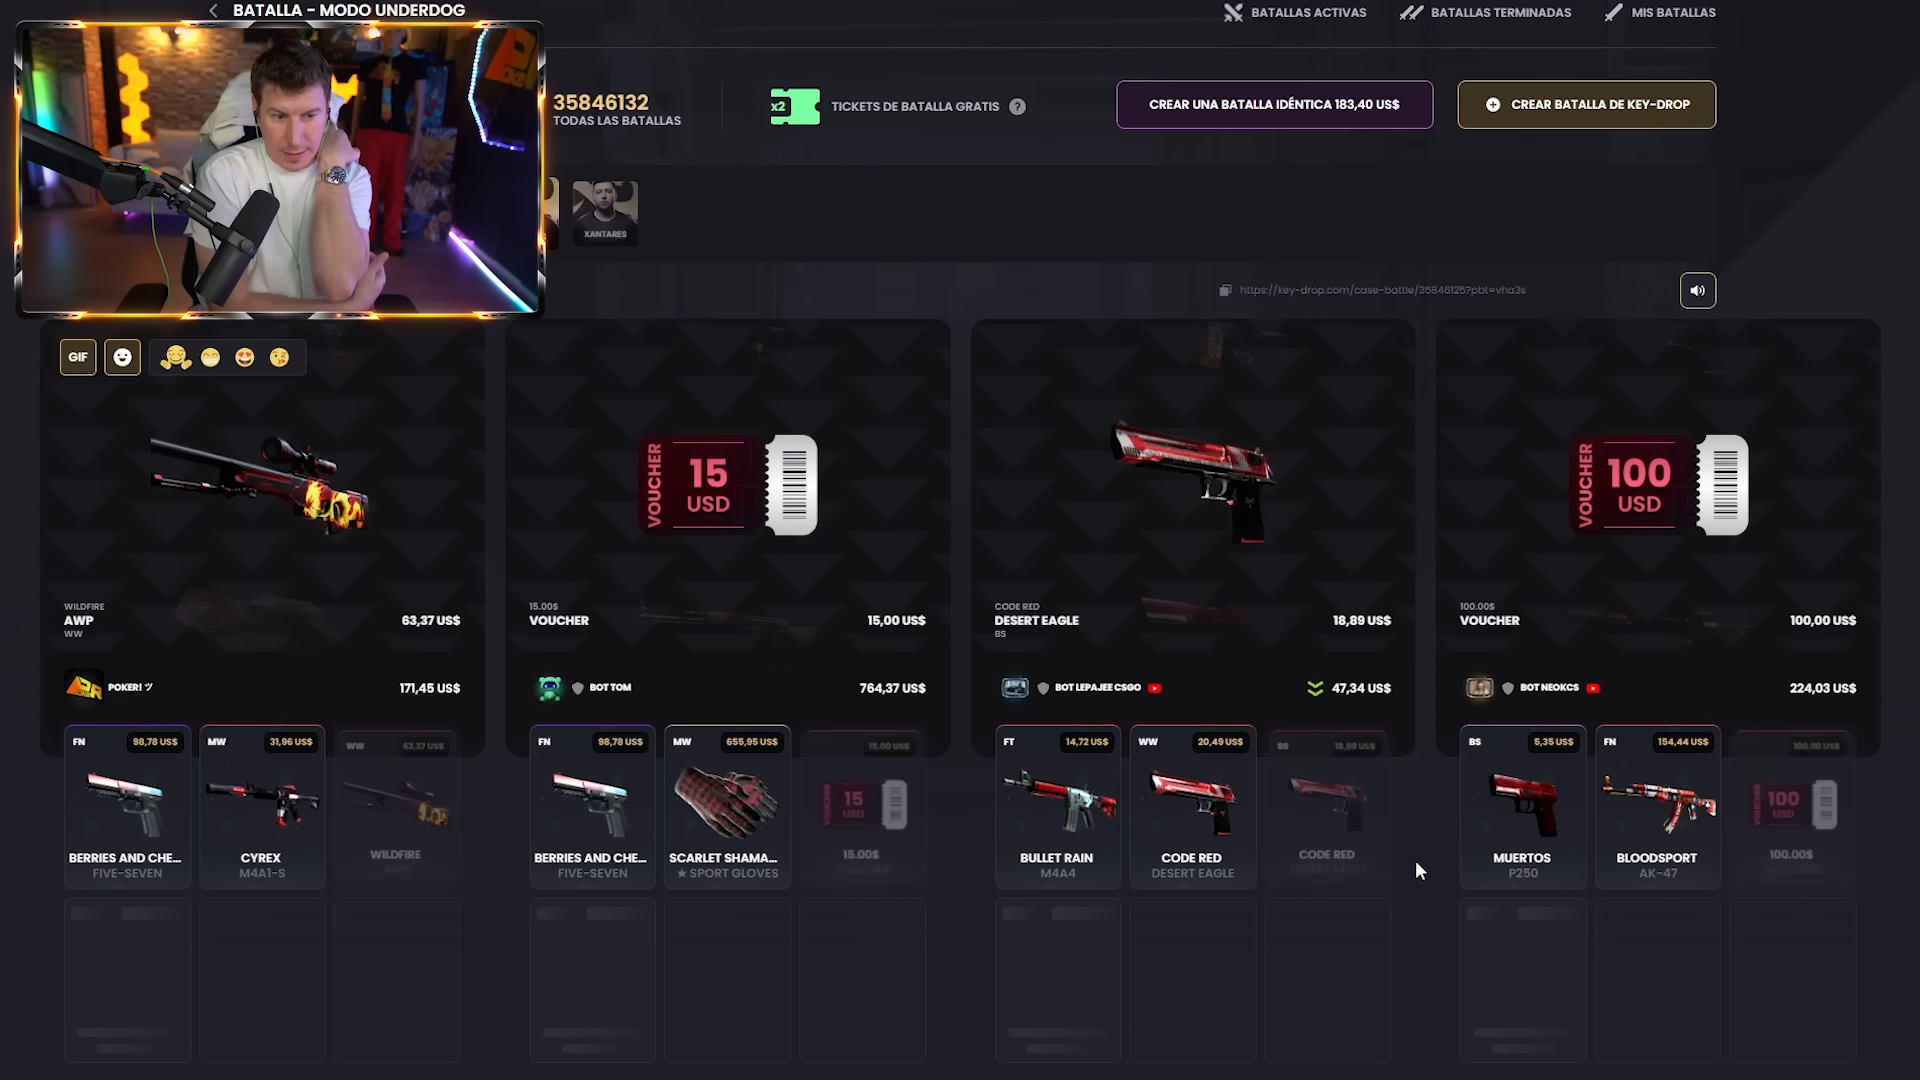 BATALLA - MODO UNDERDOG
BATALLAS ACTIVAS
BATALLAS TERMINADAS
MIS BATALLAS
35846132
TODAS LAS BATALLAS
x2
TICKETS DE BATALLA GRATIS
?
CREAR UNA BATALLA IDÉNTICA 183,40 US$
CREAR BATALLA DE KEY-DROP
XANTARES
https://key-drop.com/case-battle/35846125?pbt=vha3s
GIF
WILDFIRE
AWP
WW
63,37 US$
POKER! ツ
171,45 US$
VOUCHER
15
USD
15.00$
VOUCHER
15,00 US$
BOT TOM
764,37 US$
CODE RED
DESERT EAGLE
BS
18,89 US$
BOT LEPAJEE CSGO
47,34 US$
VOUCHER
100
USD
100.00$
VOUCHER
100,00 US$
BOT NEOKCS
224,03 US$
FN
98,78 US$
BERRIES AND CHE...
FIVE-SEVEN
MW
31,96 US$
CYREX
M4A1-S
WW
63,37 US$
WILDFIRE
FN
98,78 US$
BERRIES AND CHE...
FIVE-SEVEN
MW
655,95 US$
SCARLET SHAMA...
★ SPORT GLOVES
15,00 US$
VOUCHER
15
USD
15.00$
FT
14,72 US$
BULLET RAIN
M4A4
WW
20,49 US$
CODE RED
DESERT EAGLE
BS
18,89 US$
CODE RED
DESERT EAGLE
BS
5,35 US$
MUERTOS
P250
FN
154,44 US$
BLOODSPORT
AK-47
100,00 US$
VOUCHER
100
USD
100.00$